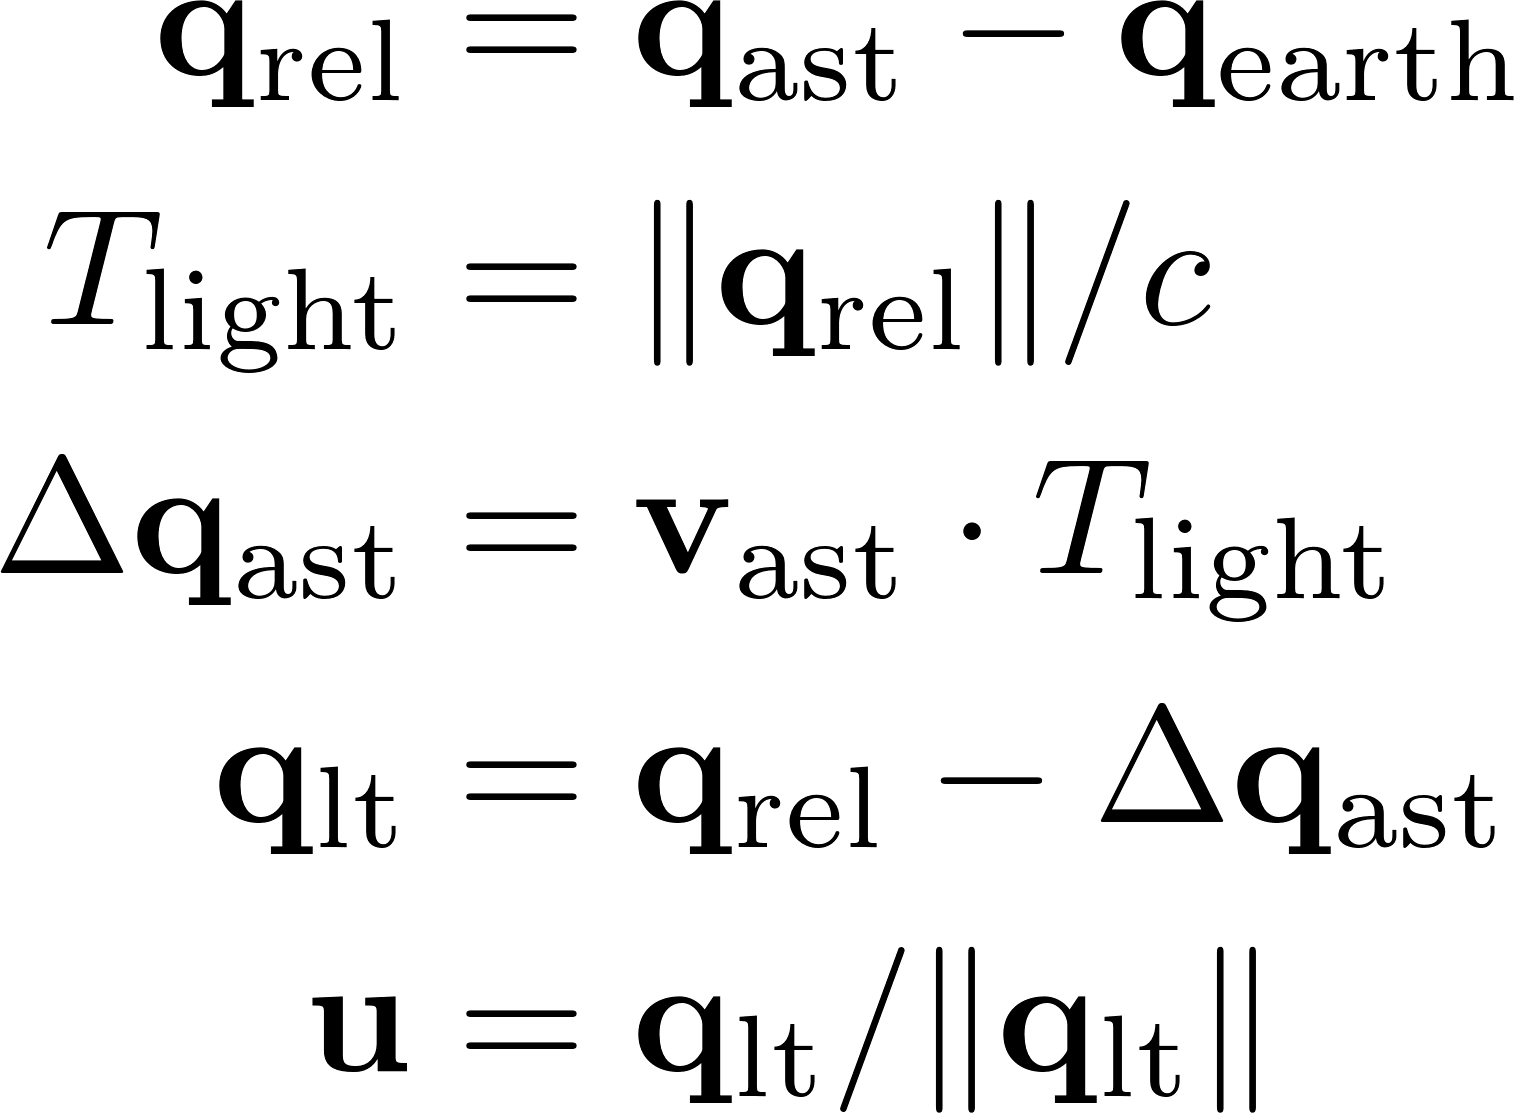 𝐪_rel = 𝐪_ast − 𝐪_earth
T_light = ‖𝐪_rel‖/c
Δ𝐪_ast = 𝐯_ast · T_light
𝐪_lt = 𝐪_rel − Δ𝐪_ast
𝐮 = 𝐪_lt/‖𝐪_lt‖